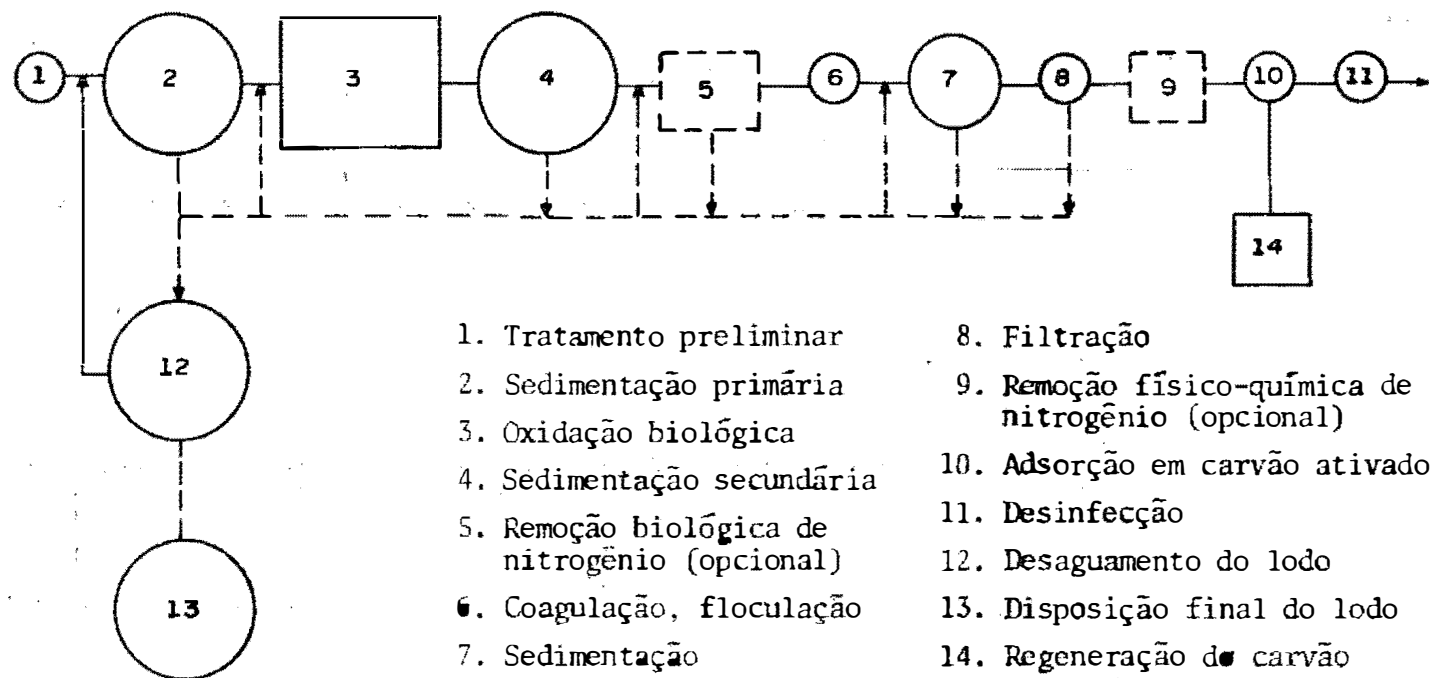 1
2
3
4
5
6
7
8
9
10
11
14
12
13
1. Tratamento preliminar
2. Sedimentação primária
3. Oxidação biológica
4. Sedimentação secundária
5. Remoção biológica de
nitrogênio (opcional)
6. Coagulação, floculação
7. Sedimentação
8. Filtração
9. Remoção físico-química de
nitrogênio (opcional)
10. Adsorção em carvão ativado
11. Desinfecção
12. Desaguamento do lodo
13. Disposição final do lodo
14. Regeneração do carvão